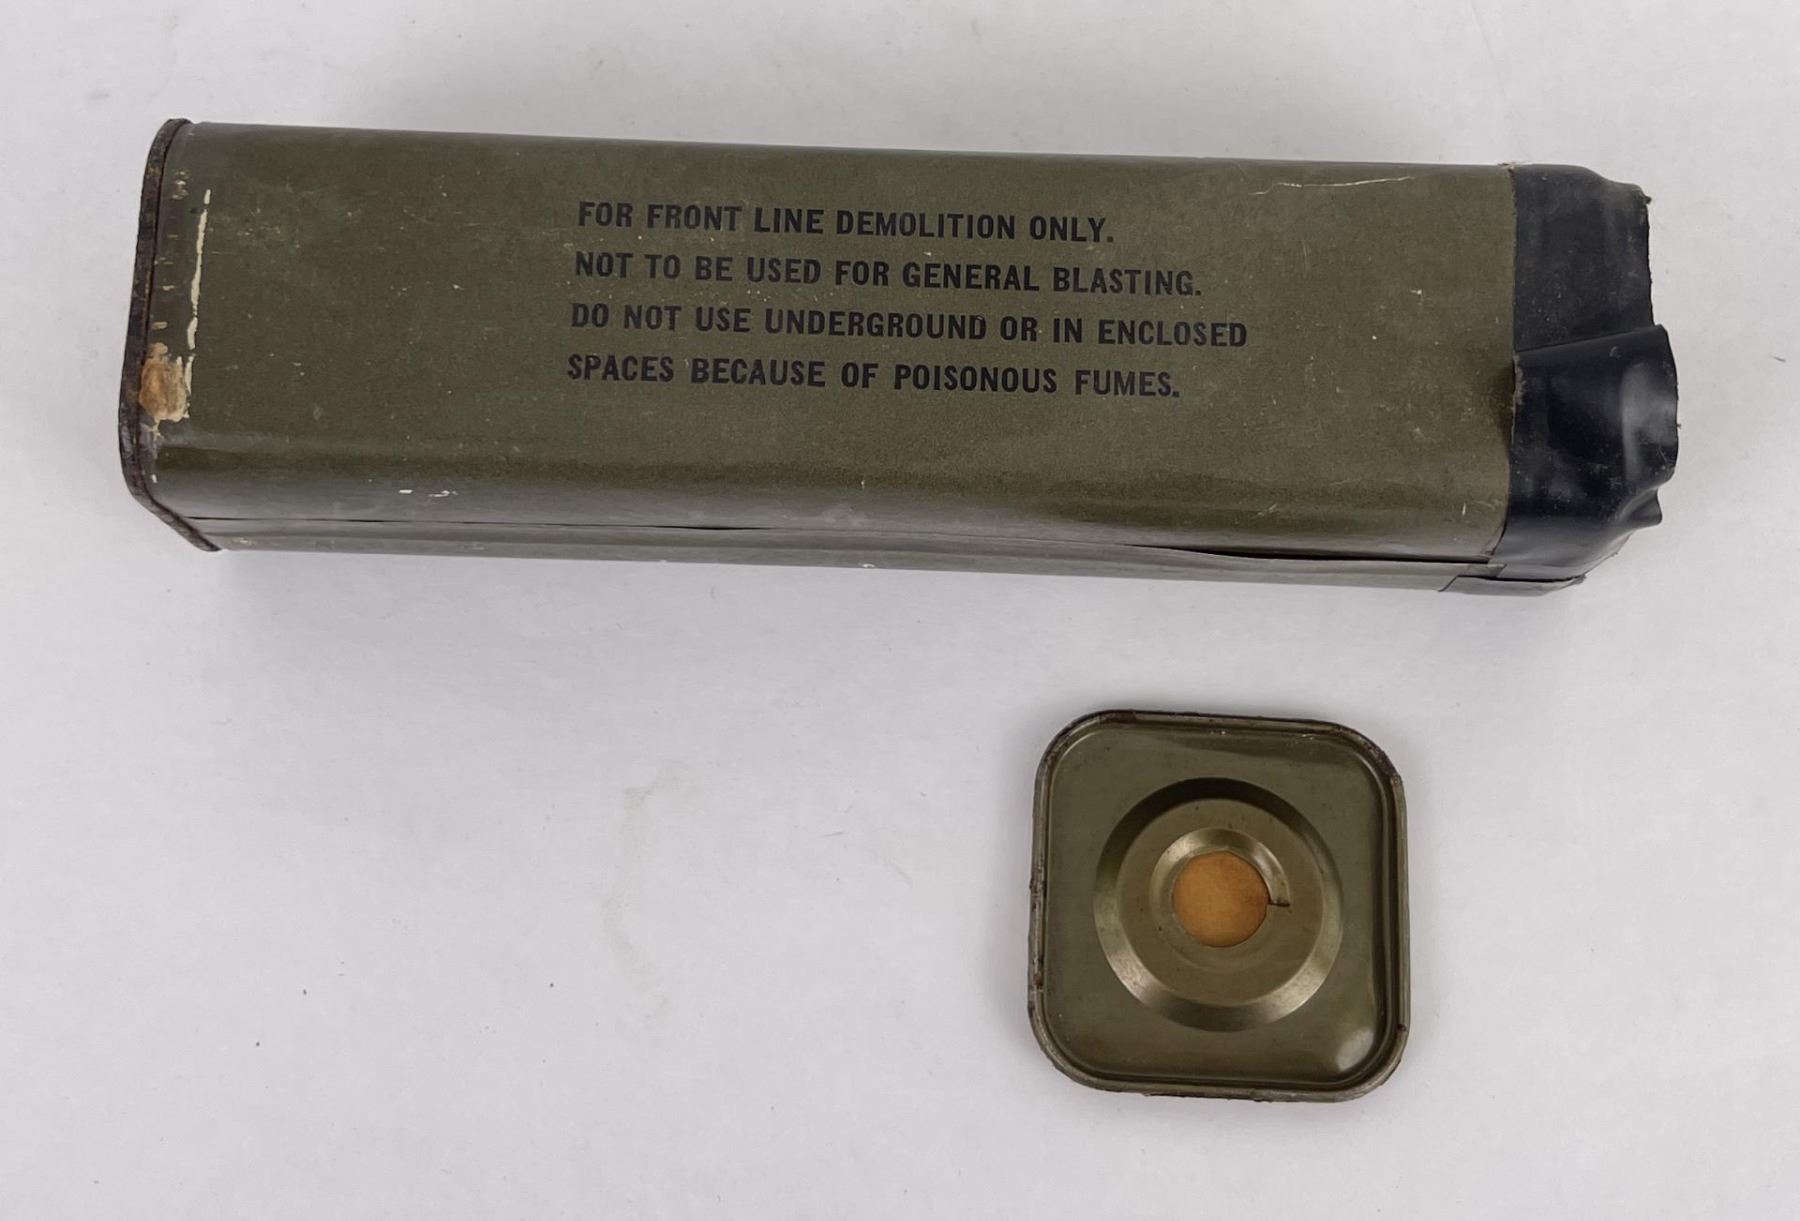 FOR FRONT LINE DEMOLITION ONLY.
NOT TO BE USED FOR GENERAL BLASTING.
DO NOT USE UNDERGROUND OR IN ENCLOSED
SPACES BECAUSE OF POISONOUS FUMES.